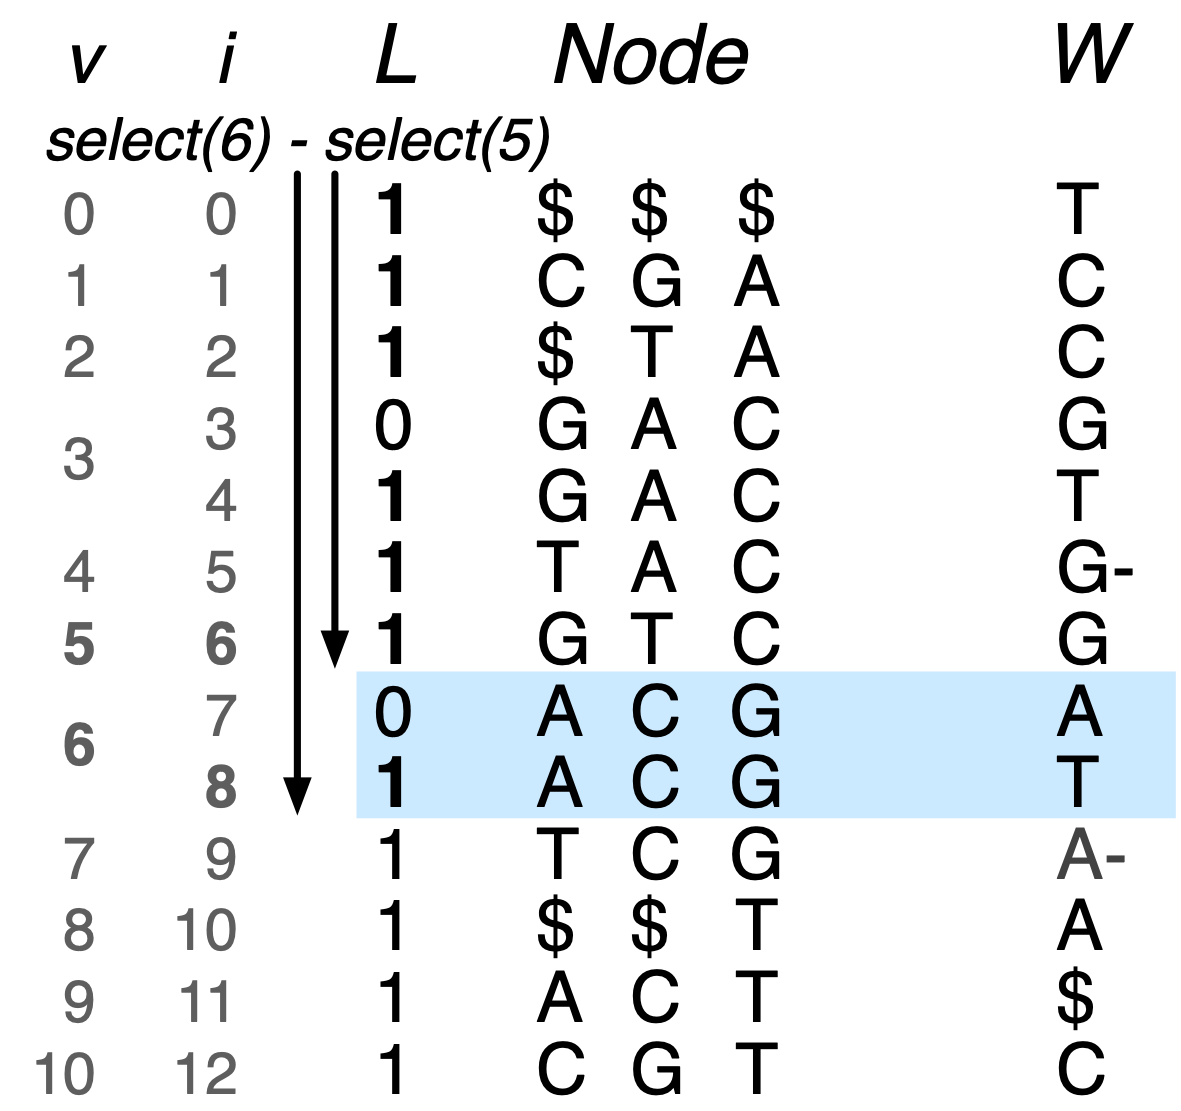 v i L Node W
select(6) - select(5)
0 0 1 $ $ $ T
1 1 1 C G A C
2 2 1 $ T A C
3 0 G A C G
3
4 1 G A C T
4 5 1 T A C G-
5 6 1 G T C G
7 0 A C G A
6
8 1 A C G T
7 9 1 T C G A-
8 10 1 $ $ T A
9 11 1 A C T $
10 12 1 C G T C